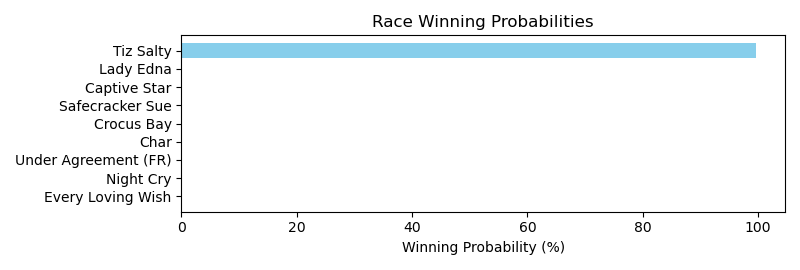 Race Winning Probabilities
Tiz Salty
Lady Edna
Captive Star
Safecracker Sue
Crocus Bay
Char
Under Agreement (FR)
Night Cry
Every Loving Wish
0 20 40 60 80 100
Winning Probability (%)